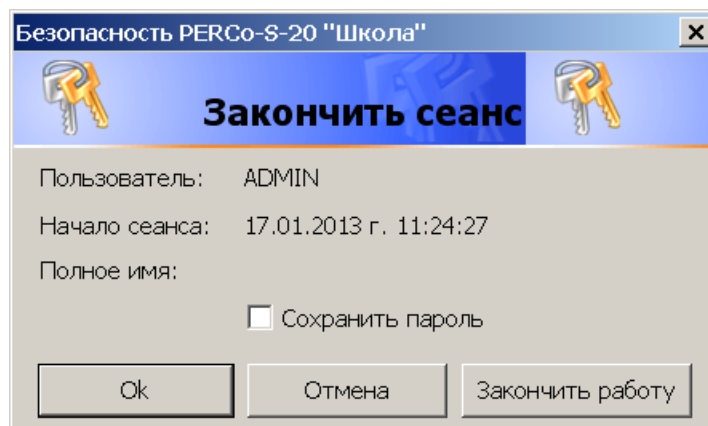 Безопасность PERCo-S-20 "Школа"
Закончить сеанс
Пользователь: ADMIN
Начало сеанса: 17.01.2013 г. 11:24:27
Полное имя:
Сохранить пароль
Ok Отмена Закончить работу